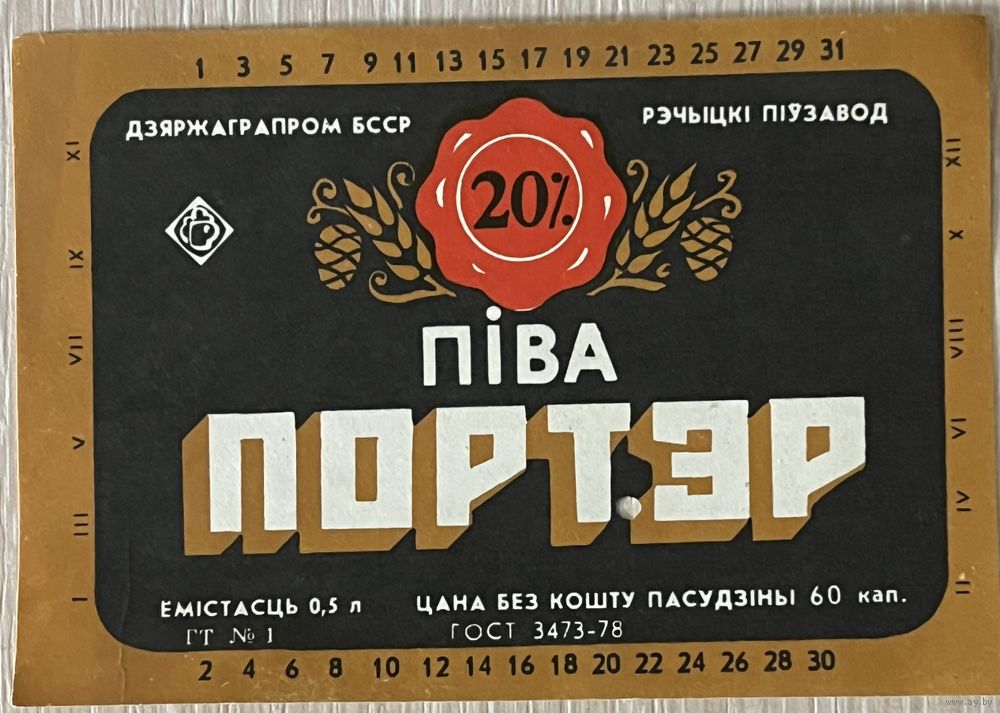 1 3 5 7 9 11 13 15 17 19 21 23 25 27 29 31
ДЗЯРЖАГРАПРОМ БССР
РЭЧЫЦКІ ПІЎЗАВОД
20%
ПІВА
ПОРТЭР
ЕМІСТАСЦЬ 0,5 л
ЦАНА БЕЗ КОШТУ ПАСУДЗІНЫ 60 кап.
ГТ № 1
ГОСТ 3473-78
2 4 6 8 10 12 14 16 18 20 22 24 26 28 30
I III V VII IX XI
II IV VI VIII X XII
www.ay.by